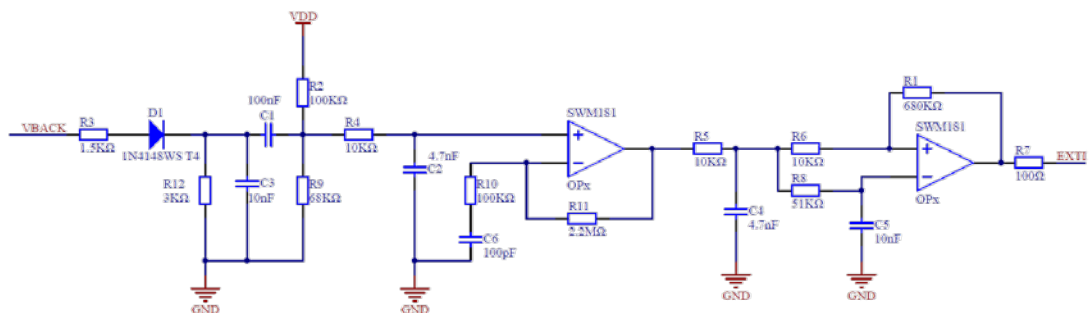 VDD
R2
100KΩ
100nF
C1
D1
1N4148WS T4
VBACK
R3
1.5KΩ
R12
3KΩ
C3
10nF
R9
68KΩ
GND
R4
10KΩ
4.7nF
C2
R10
100KΩ
C6
100pF
GND
SWM181
OPx
R11
2.2MΩ
R5
10KΩ
C4
4.7nF
GND
R6
10KΩ
R8
51KΩ
C5
10nF
GND
R1
680KΩ
SWM181
OPx
R7
100Ω